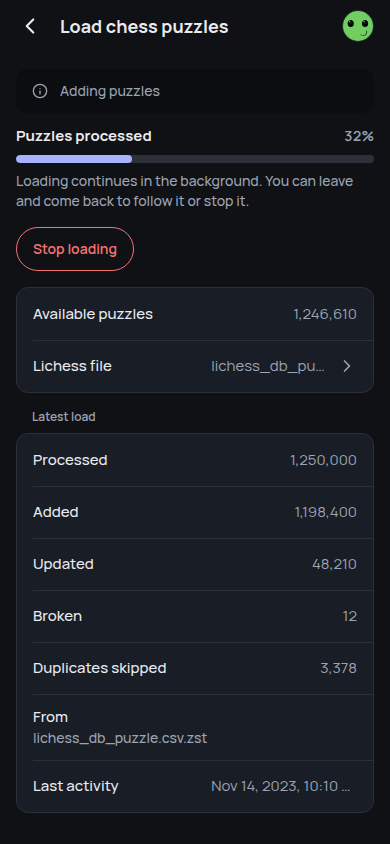 Load chess puzzles
Adding puzzles
Puzzles processed 32%
Loading continues in the background. You can leave
and come back to follow it or stop it.
Stop loading
Available puzzles 1,246,610
Lichess file lichess_db_pu...
Latest load
Processed 1,250,000
Added 1,198,400
Updated 48,210
Broken 12
Duplicates skipped 3,378
From
lichess_db_puzzle.csv.zst
Last activity Nov 14, 2023, 10:10 ...